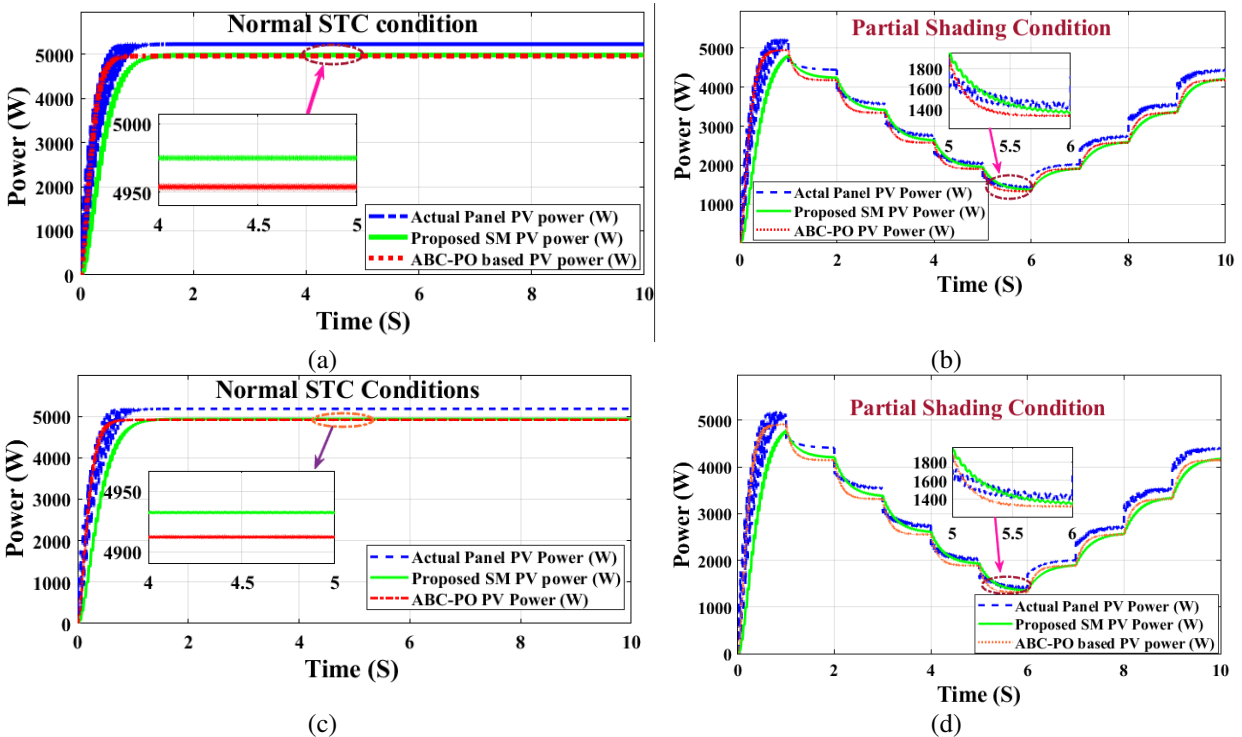 Normal STC condition
Power (W)
5000
4000
3000
2000
1000
0
5000
4950
4
4.5
5
Actual Panel PV power (W)
Proposed SM PV power (W)
ABC-PO based PV power (W)
0
2
4
6
8
10
Time (S)
(a)
Partial Shading Condition
Power (W)
5000
4000
3000
2000
1000
0
1800
1600
1400
5
5.5
6
Actal Panel PV Power (W)
Proposed SM PV Power (W)
ABC-PO PV Power (W)
0
2
4
6
8
10
Time (S)
(b)
Normal STC Conditions
Power (W)
5000
4000
3000
2000
1000
0
4950
4900
4
4.5
5
Actual Panel PV Power (W)
Proposed SM PV power (W)
ABC-PO PV Power (W)
0
2
4
6
8
10
Time (S)
(c)
Partial Shading Condition
Power (W)
5000
4000
3000
2000
1000
0
1800
1600
1400
5
5.5
6
Actual Panel PV Power (W)
Proposed SM PV Power (W)
ABC-PO based PV power (W)
0
2
4
6
8
10
Time (S)
(d)